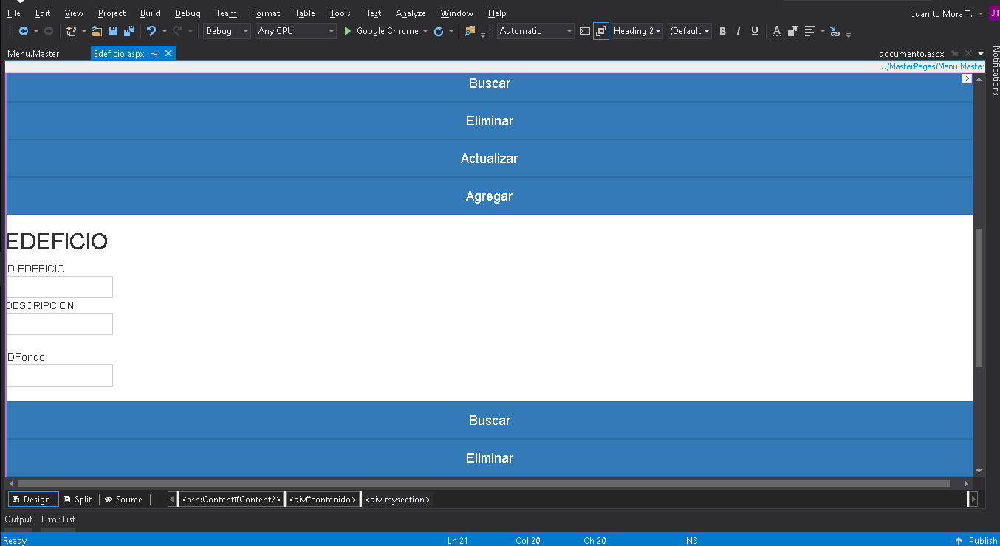 File Edit View Project Build Debug Team Format Table Tools Test Analyze Window Help Juanito Mora T. JT
Debug Any CPU Google Chrome Automatic Heading 2 (Default B I U A
Menu.Master Edeficio.aspx documento.aspx
Notifications
../MasterPages/Menu.Master
Buscar
Eliminar
Actualizar
Agregar
EDEFICIO
D EDEFICIO
DESCRIPCION
DFondo
Buscar
Eliminar
Design Split Source <asp:Content#Content2> <div#contenido> <div.mysection>
Output Error List
Ready Ln 21 Col 20 Ch 20 INS Publish